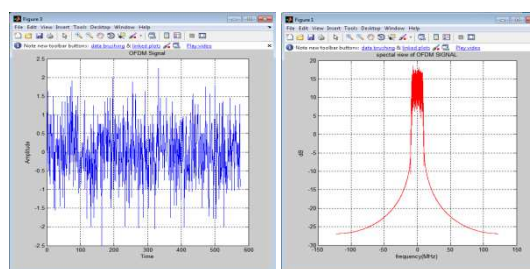 Figure 3
File Edit View Insert Tools Desktop Window Help
Note new toolbar buttons: data brushing & linked plots Play video
OFDM Signal
2.5
2
1.5
1
0.5
0
-0.5
-1
-1.5
-2
-2.5
Amplitude
0 100 200 300 400 500 600
Time
Figure 1
File Edit View Insert Tools Desktop Window Help
Note new toolbar buttons: data brushing & linked plots Play video
spectal view of OFDM SIGNAL
20
15
10
5
0
-5
-10
-15
-20
-25
-30
dB
-150 -100 -50 0 50 100 150
frequency(MHz)